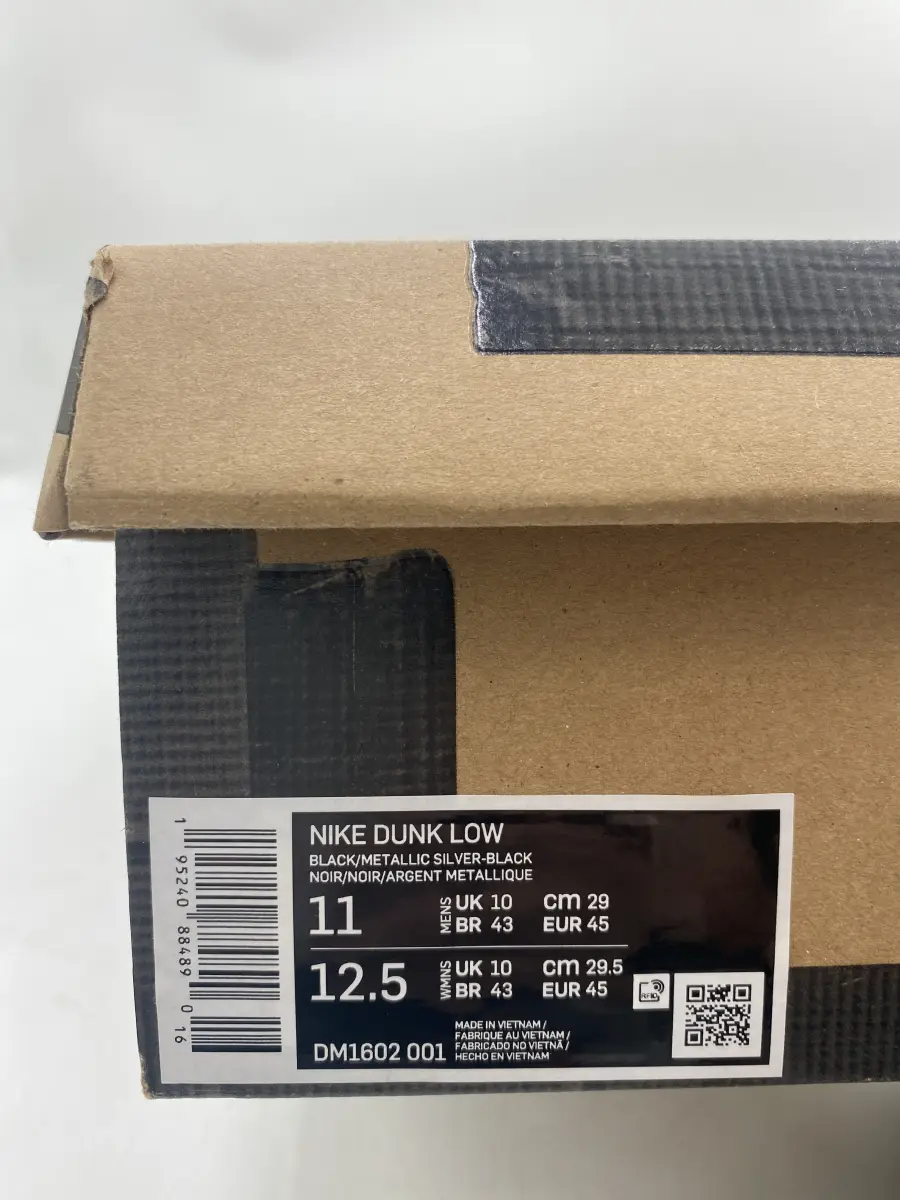 NIKE DUNK LOW
BLACK/METALLIC SILVER-BLACK
NOIR/NOIR/ARGENT METALLIQUE
11 MENS UK 10 cm 29
BR 43 EUR 45
12.5 WMNS UK 10 cm 29.5
BR 43 EUR 45
RFID
DM1602 001
MADE IN VIETNAM /
FABRIQUE AU VIETNAM /
FABRICADO NO VIETNÃ /
HECHO EN VIETNAM
1 95240 88489 0 16